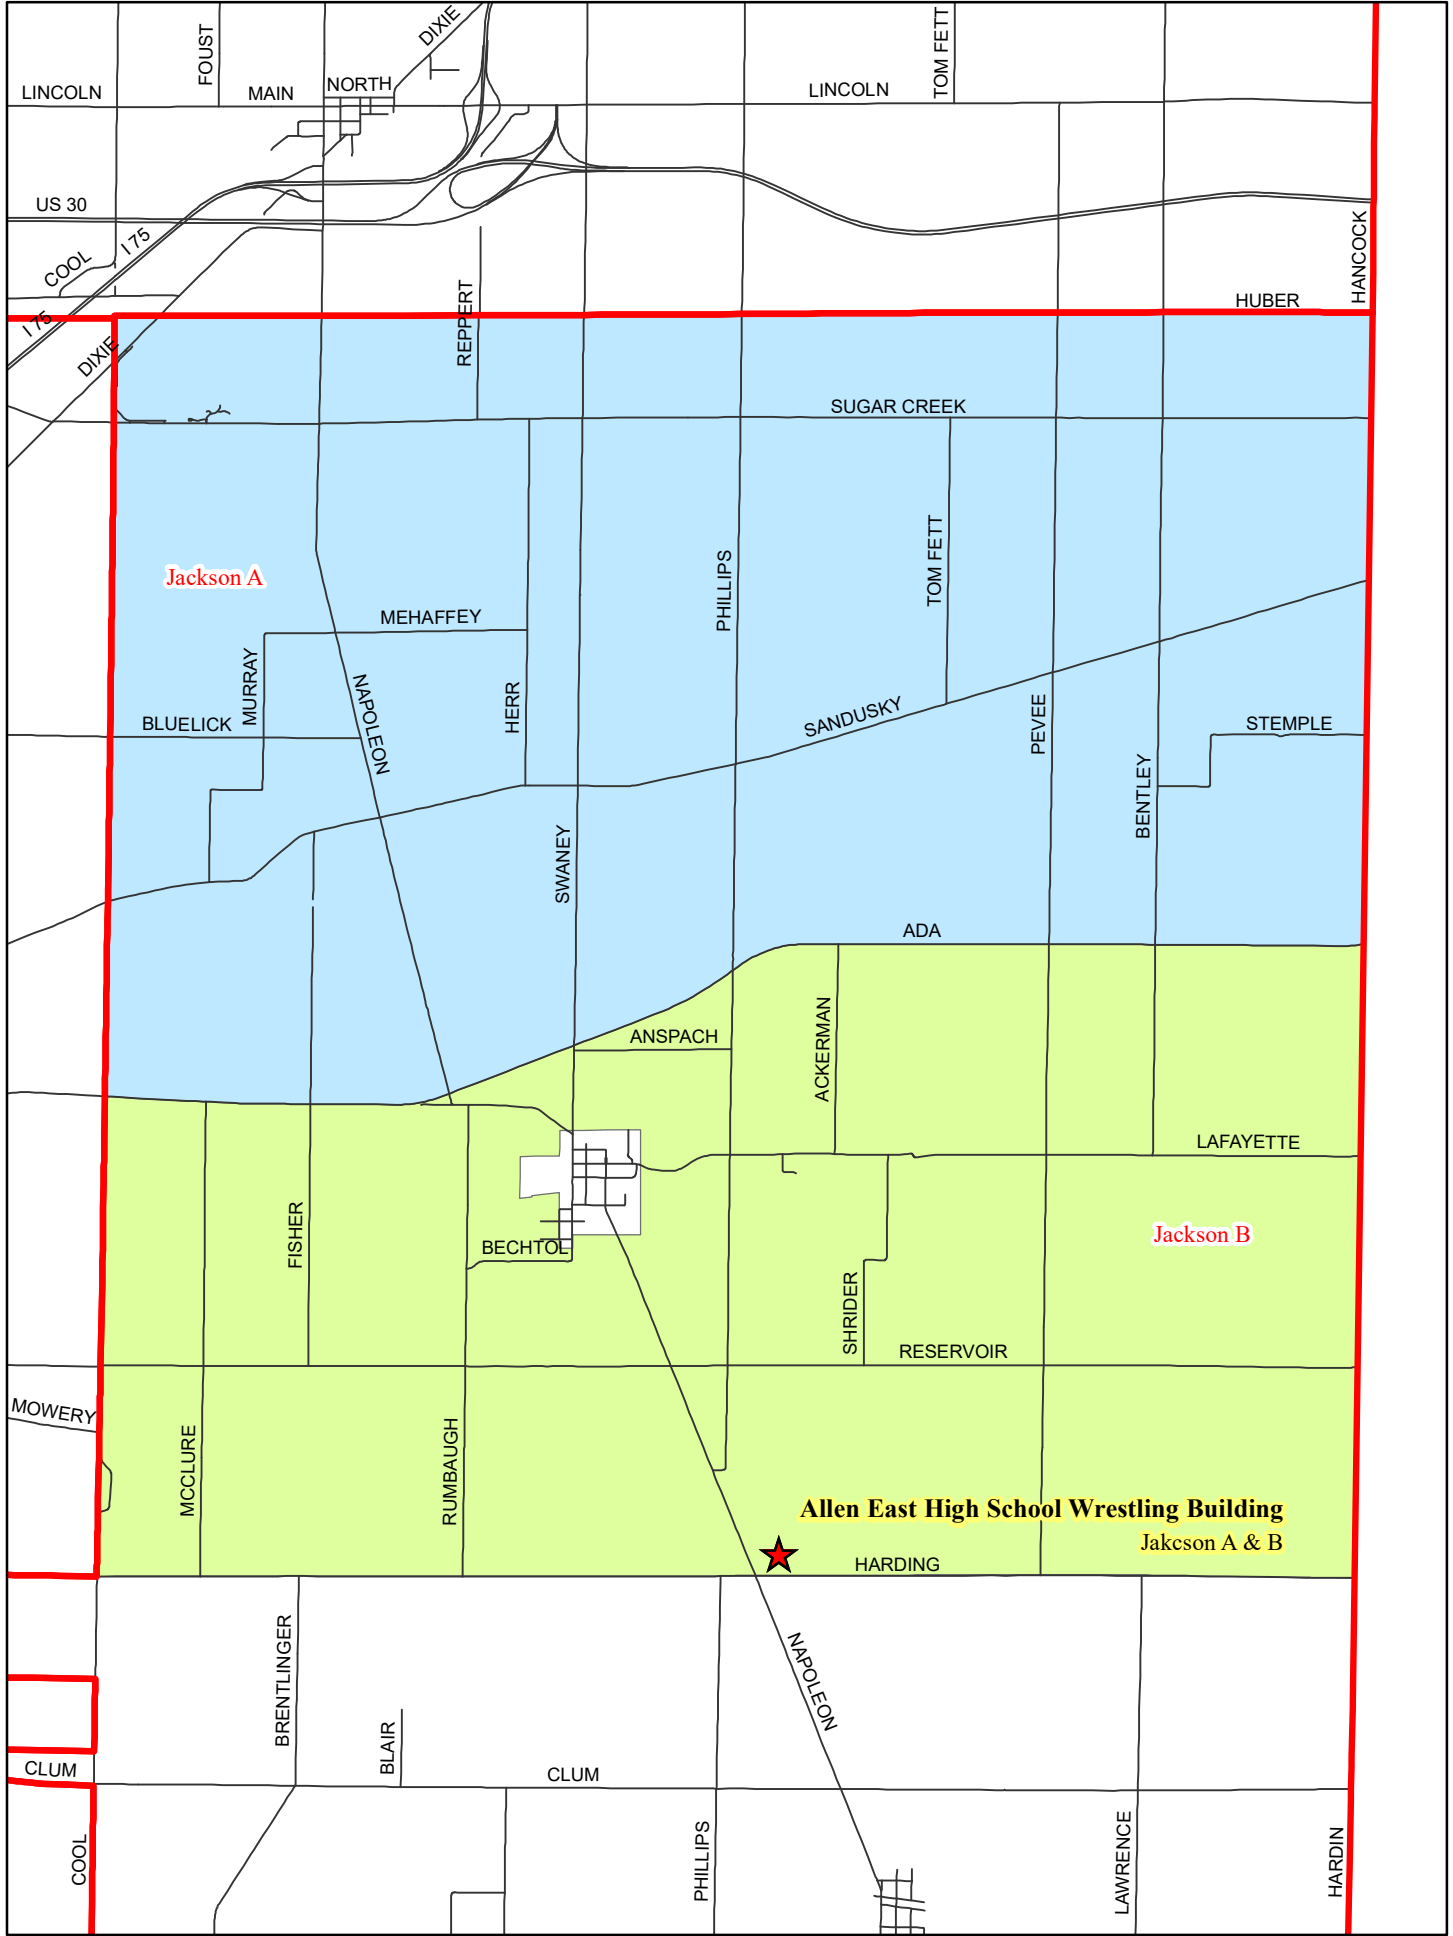 DIXIE
FOUST
TOM FETT
LINCOLN
MAIN
NORTH
LINCOLN
US 30
I 75
COOL
HANCOCK
HUBER
I 75
DIXIE
REPPERT
SUGAR CREEK
Jackson A
MEHAFFEY
PHILLIPS
TOM FETT
MURRAY
NAPOLEON
HERR
BLUELICK
SANDUSKY
PEVEE
STEMPLE
BENTLEY
SWANEY
ADA
ANSPACH
ACKERMAN
LAFAYETTE
FISHER
Jackson B
BECHTOL
SHRIDER
RESERVOIR
MOWERY
MCCLURE
RUMBAUGH
Allen East High School Wrestling Building
Jakcson A & B
HARDING
BRENTLINGER
NAPOLEON
BLAIR
CLUM
CLUM
COOL
PHILLIPS
LAWRENCE
HARDIN